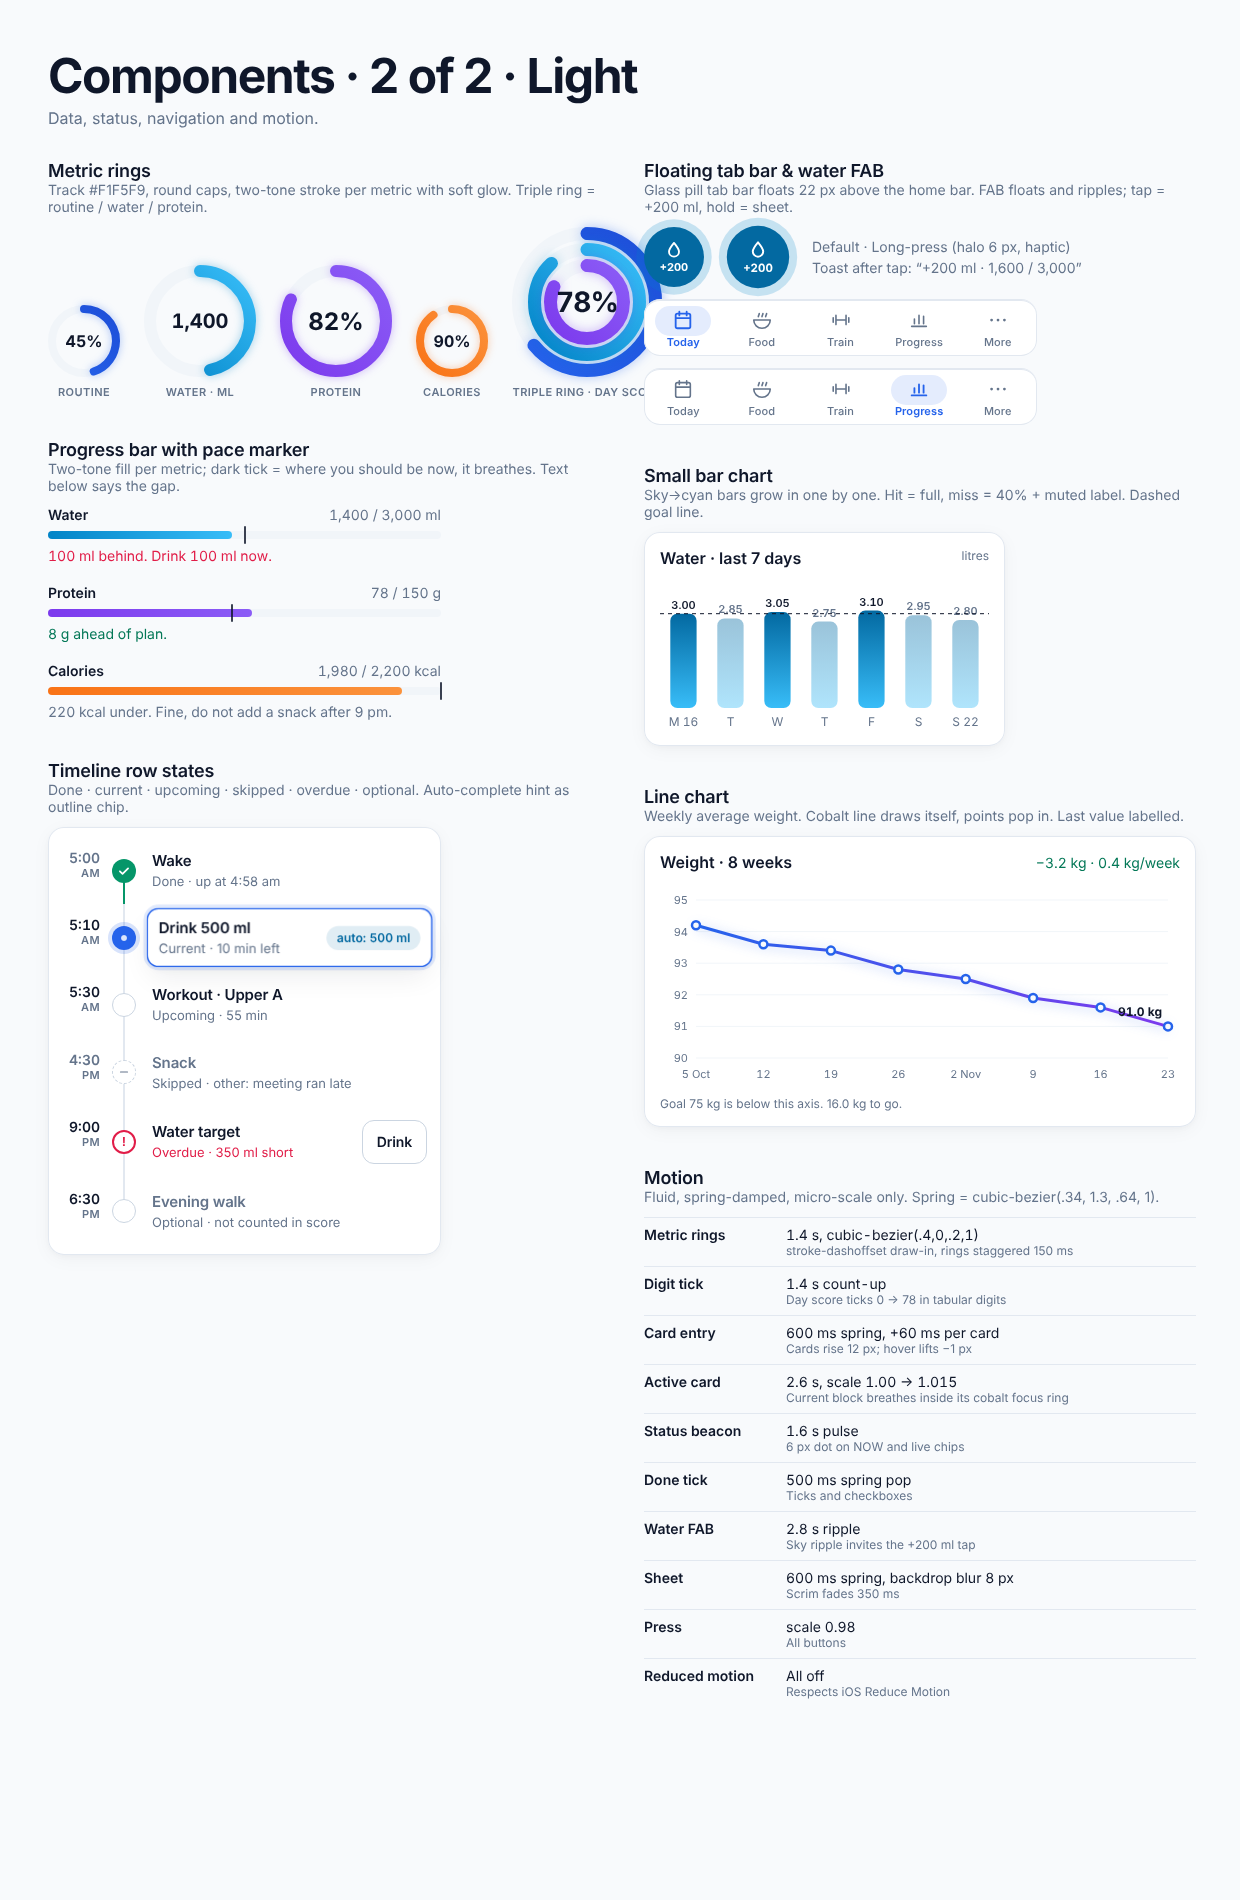 Components · 2 of 2 · Light
Data, status, navigation and motion.
Metric rings
Track #F1F5F9, round caps, two-tone stroke per metric with soft glow. Triple ring =
routine / water / protein.
45%
ROUTINE
1,400
WATER · ML
82%
PROTEIN
90%
CALORIES
78%
TRIPLE RING · DAY SCO
Progress bar with pace marker
Two-tone fill per metric; dark tick = where you should be now, it breathes. Text
below says the gap.
Water
1,400 / 3,000 ml
100 ml behind. Drink 100 ml now.
Protein
78 / 150 g
8 g ahead of plan.
Calories
1,980 / 2,200 kcal
220 kcal under. Fine, do not add a snack after 9 pm.
Timeline row states
Done · current · upcoming · skipped · overdue · optional. Auto-complete hint as
outline chip.
5:00
AM
Wake
Done · up at 4:58 am
5:10
AM
Drink 500 ml
Current · 10 min left
auto: 500 ml
5:30
AM
Workout · Upper A
Upcoming · 55 min
4:30
PM
Snack
Skipped · other: meeting ran late
9:00
PM
Water target
Overdue · 350 ml short
Drink
6:30
PM
Evening walk
Optional · not counted in score
Floating tab bar & water FAB
Glass pill tab bar floats 22 px above the home bar. FAB floats and ripples; tap =
+200 ml, hold = sheet.
+200
+200
Default · Long-press (halo 6 px, haptic)
Toast after tap: “+200 ml · 1,600 / 3,000”
Today
Food
Train
Progress
More
Today
Food
Train
Progress
More
Small bar chart
Sky→cyan bars grow in one by one. Hit = full, miss = 40% + muted label. Dashed
goal line.
Water · last 7 days
litres
3.00
2.85
3.05
2.75
3.10
2.95
2.80
M 16
T
W
T
F
S
S 22
Line chart
Weekly average weight. Cobalt line draws itself, points pop in. Last value labelled.
Weight · 8 weeks
−3.2 kg · 0.4 kg/week
95
94
93
92
91
90
91.0 kg
5 Oct
12
19
26
2 Nov
9
16
23
Goal 75 kg is below this axis. 16.0 kg to go.
Motion
Fluid, spring-damped, micro-scale only. Spring = cubic-bezier(.34, 1.3, .64, 1).
Metric rings
1.4 s, cubic-bezier(.4,0,.2,1)
stroke-dashoffset draw-in, rings staggered 150 ms
Digit tick
1.4 s count-up
Day score ticks 0 → 78 in tabular digits
Card entry
600 ms spring, +60 ms per card
Cards rise 12 px; hover lifts −1 px
Active card
2.6 s, scale 1.00 → 1.015
Current block breathes inside its cobalt focus ring
Status beacon
1.6 s pulse
6 px dot on NOW and live chips
Done tick
500 ms spring pop
Ticks and checkboxes
Water FAB
2.8 s ripple
Sky ripple invites the +200 ml tap
Sheet
600 ms spring, backdrop blur 8 px
Scrim fades 350 ms
Press
scale 0.98
All buttons
Reduced motion
All off
Respects iOS Reduce Motion